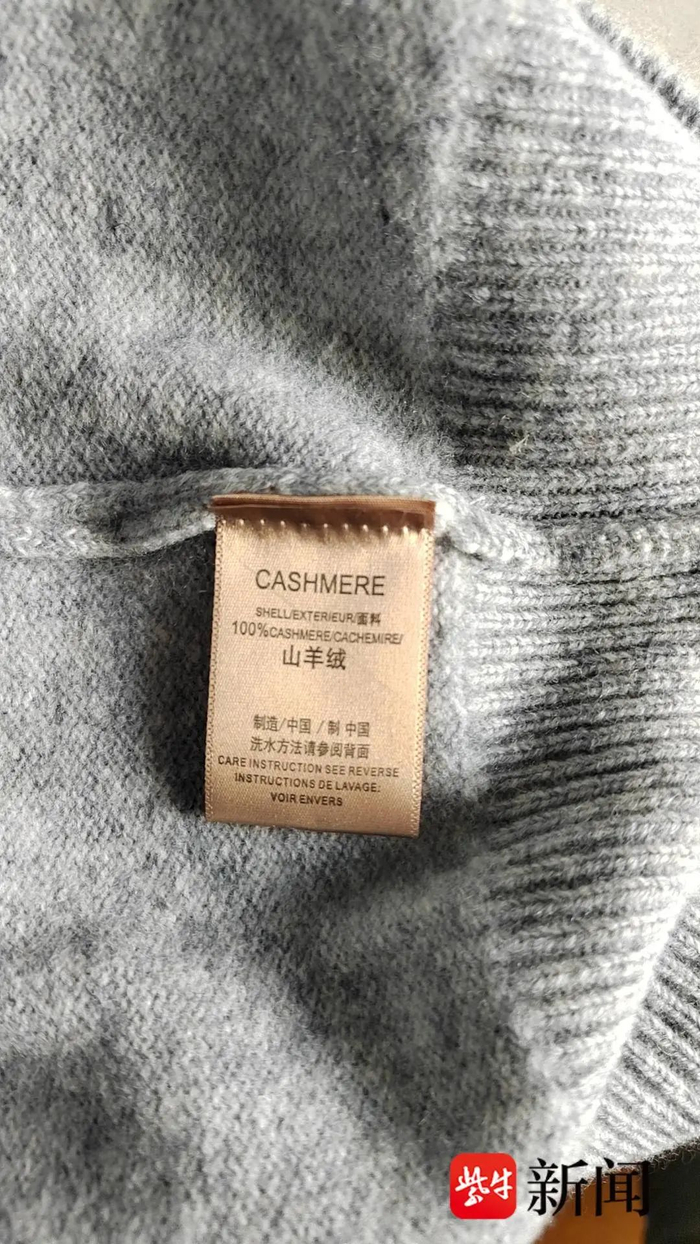 CASHMERE
SHELL/EXTERIEUR/面料
100%CASHMERE/CACHEMIRE/
山羊绒
制造/中国 / 制 中国
洗水方法请参阅背面
CARE INSTRUCTION SEE REVERSE
INSTRUCTIONS DE LAVAGE:
VOIR ENVERS
紫牛新闻